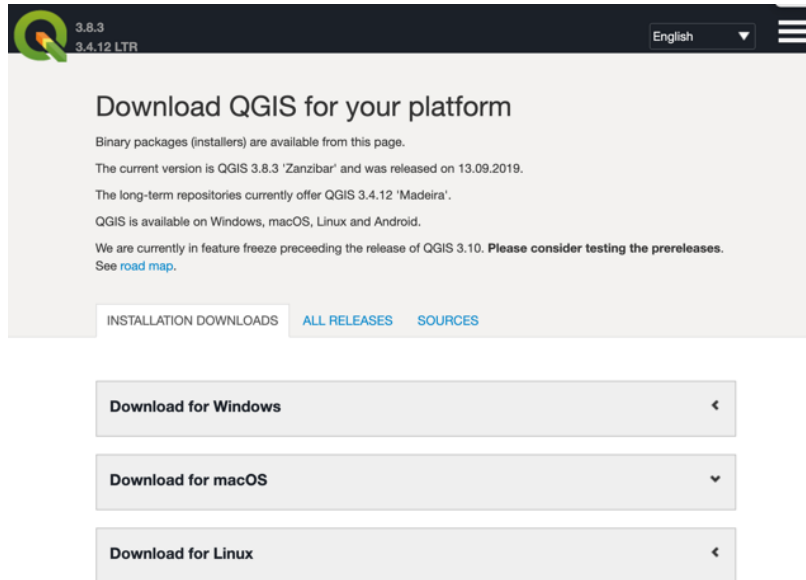 3.8.3
3.4.12 LTR
English
Download QGIS for your platform
Binary packages (installers) are available from this page.
The current version is QGIS 3.8.3 'Zanzibar' and was released on 13.09.2019.
The long-term repositories currently offer QGIS 3.4.12 'Madeira'.
QGIS is available on Windows, macOS, Linux and Android.
We are currently in feature freeze preceeding the release of QGIS 3.10. Please consider testing the prereleases.
See road map.
INSTALLATION DOWNLOADS ALL RELEASES SOURCES
Download for Windows
Download for macOS
Download for Linux